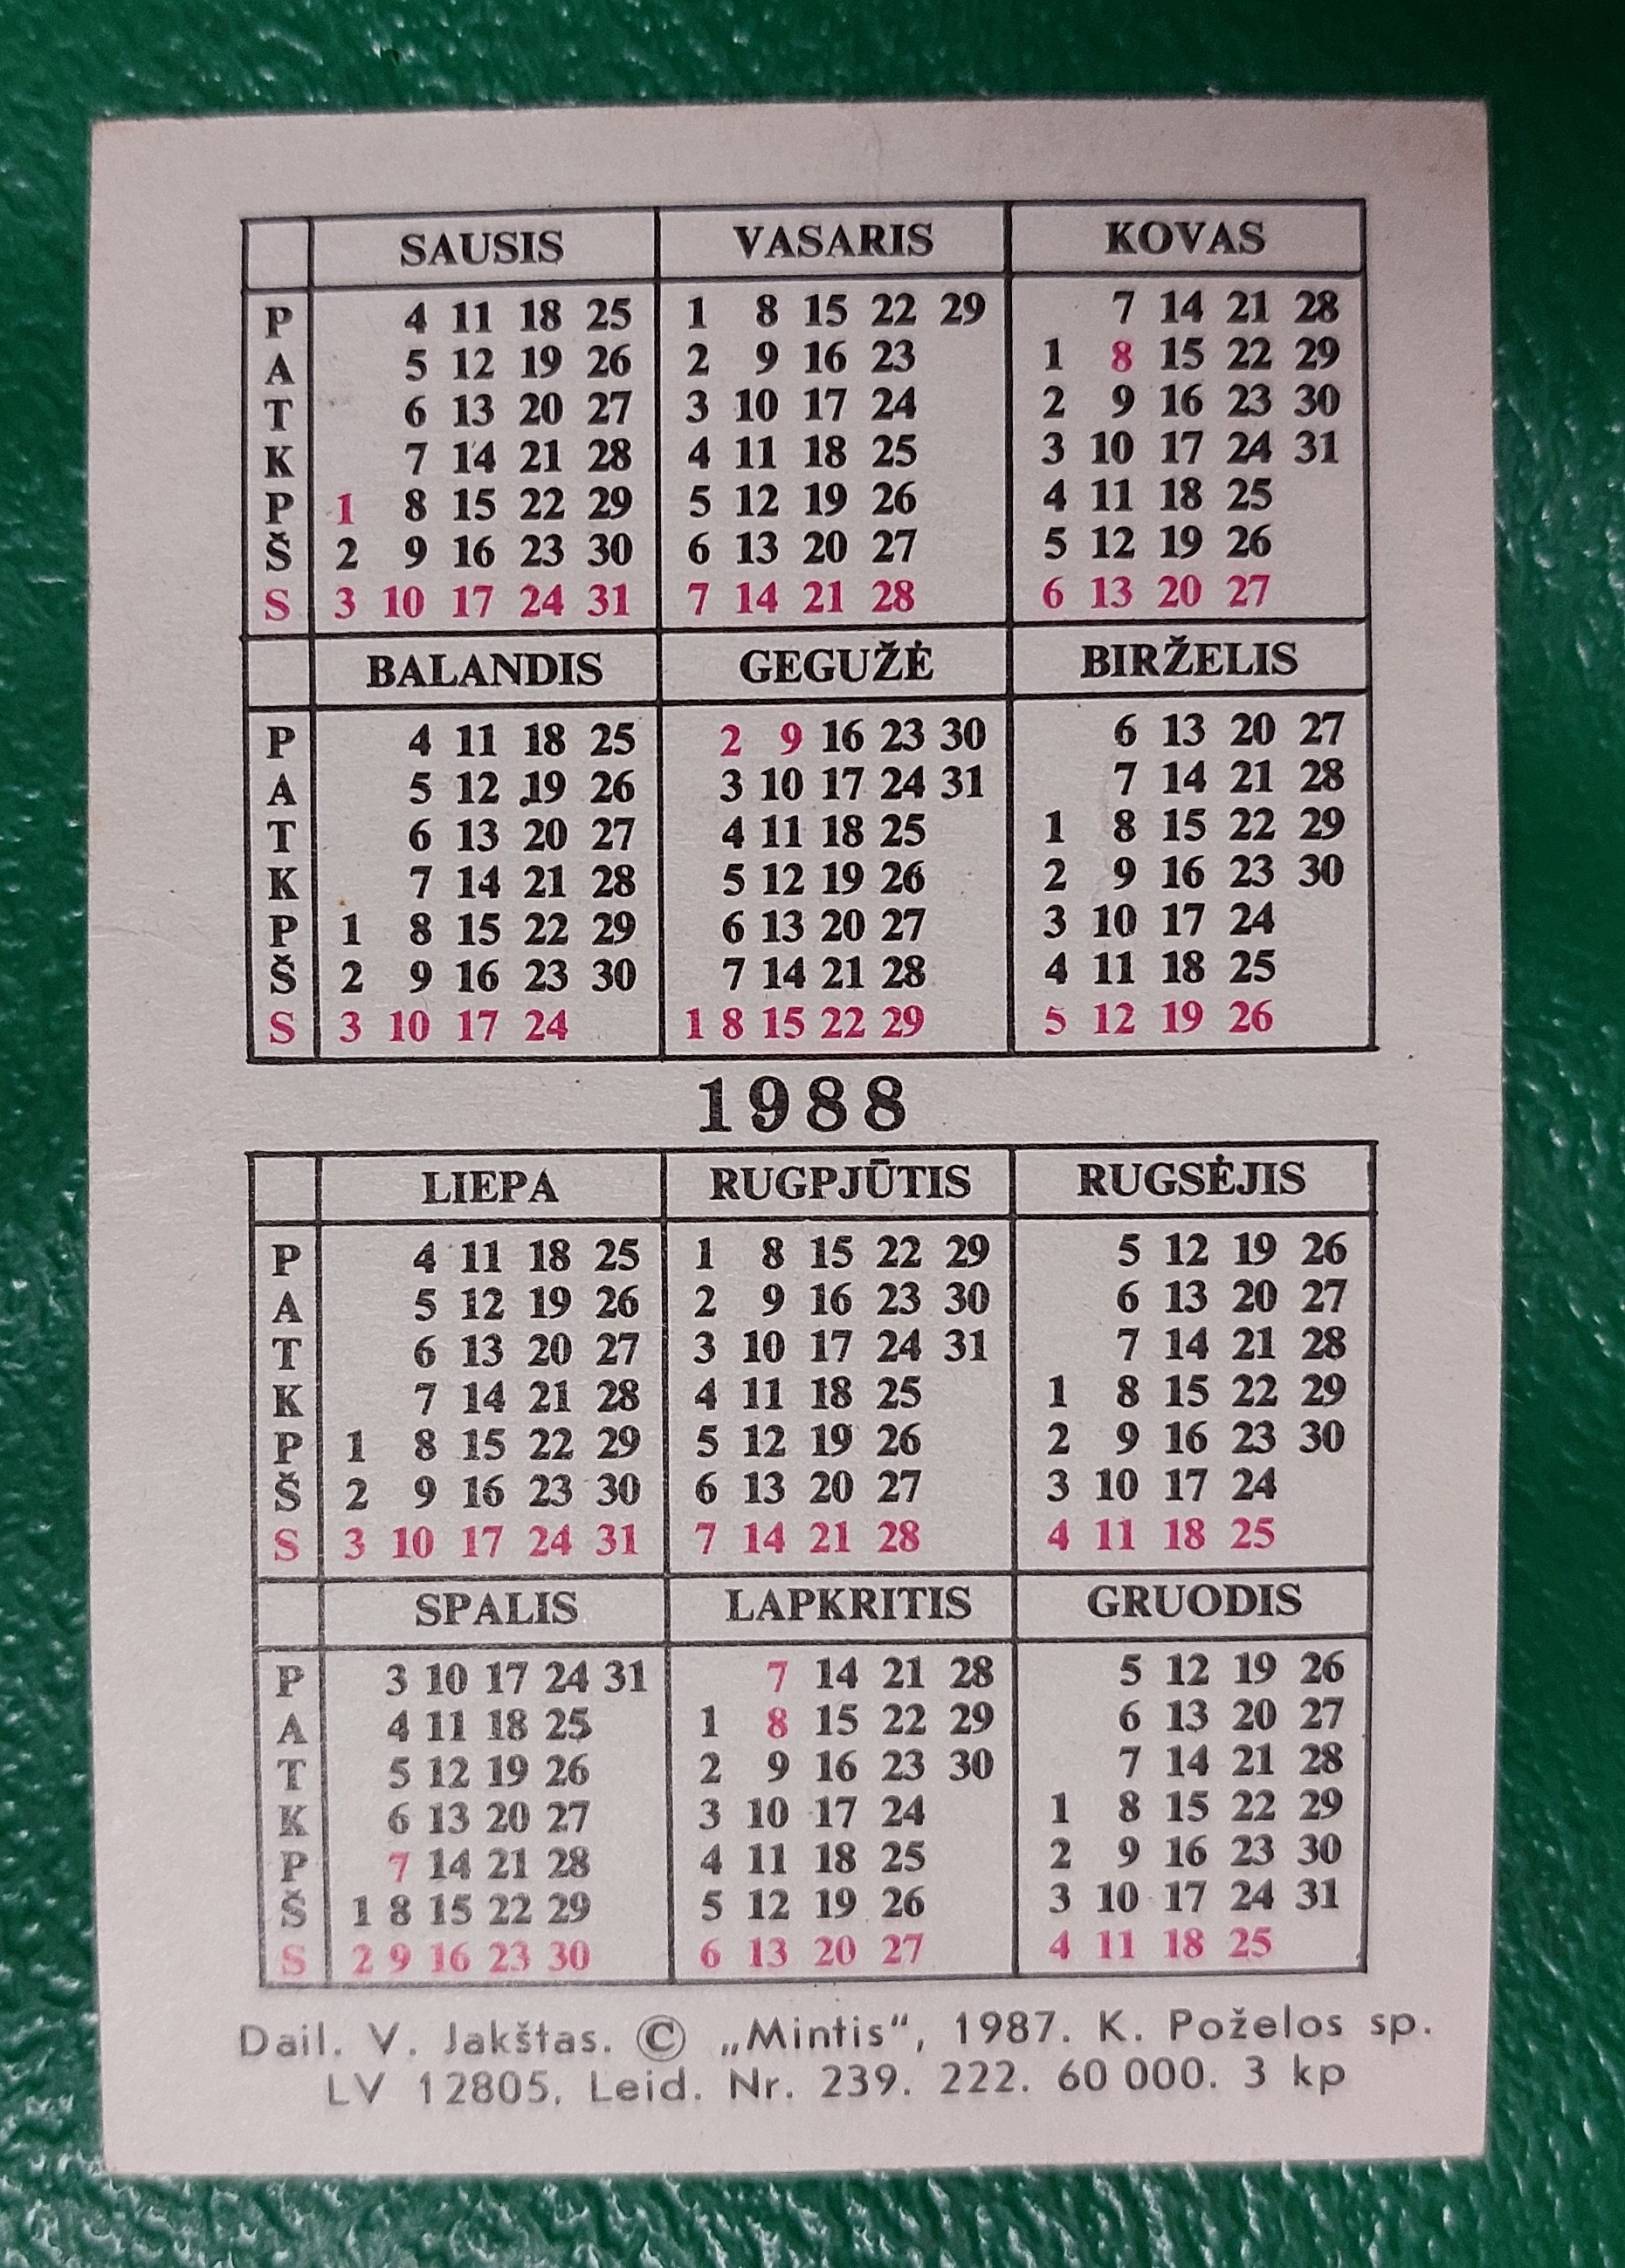 SAUSIS VASARIS KOVAS
P 4 11 18 25 1 8 15 22 29 7 14 21 28
A 5 12 19 26 2 9 16 23 1 8 15 22 29
T 6 13 20 27 3 10 17 24 2 9 16 23 30
K 7 14 21 28 4 11 18 25 3 10 17 24 31
P 1 8 15 22 29 5 12 19 26 4 11 18 25
Š 2 9 16 23 30 6 13 20 27 5 12 19 26
S 3 10 17 24 31 7 14 21 28 6 13 20 27
BALANDIS GEGUŽĖ BIRŽELIS
P 4 11 18 25 2 9 16 23 30 6 13 20 27
A 5 12 19 26 3 10 17 24 31 7 14 21 28
T 6 13 20 27 4 11 18 25 1 8 15 22 29
K 7 14 21 28 5 12 19 26 2 9 16 23 30
P 1 8 15 22 29 6 13 20 27 3 10 17 24
Š 2 9 16 23 30 7 14 21 28 4 11 18 25
S 3 10 17 24 1 8 15 22 29 5 12 19 26
1988
LIEPA RUGPJŪTIS RUGSĖJIS
P 4 11 18 25 1 8 15 22 29 5 12 19 26
A 5 12 19 26 2 9 16 23 30 6 13 20 27
T 6 13 20 27 3 10 17 24 31 7 14 21 28
K 7 14 21 28 4 11 18 25 1 8 15 22 29
P 1 8 15 22 29 5 12 19 26 2 9 16 23 30
Š 2 9 16 23 30 6 13 20 27 3 10 17 24
S 3 10 17 24 31 7 14 21 28 4 11 18 25
SPALIS LAPKRITIS GRUODIS
P 3 10 17 24 31 7 14 21 28 5 12 19 26
A 4 11 18 25 1 8 15 22 29 6 13 20 27
T 5 12 19 26 2 9 16 23 30 7 14 21 28
K 6 13 20 27 3 10 17 24 1 8 15 22 29
P 7 14 21 28 4 11 18 25 2 9 16 23 30
Š 1 8 15 22 29 5 12 19 26 3 10 17 24 31
S 2 9 16 23 30 6 13 20 27 4 11 18 25
Dail. V. Jakštas. © „Mintis“, 1987. K. Poželos sp.
LV 12805. Leid. Nr. 239. 222. 60 000. 3 kp